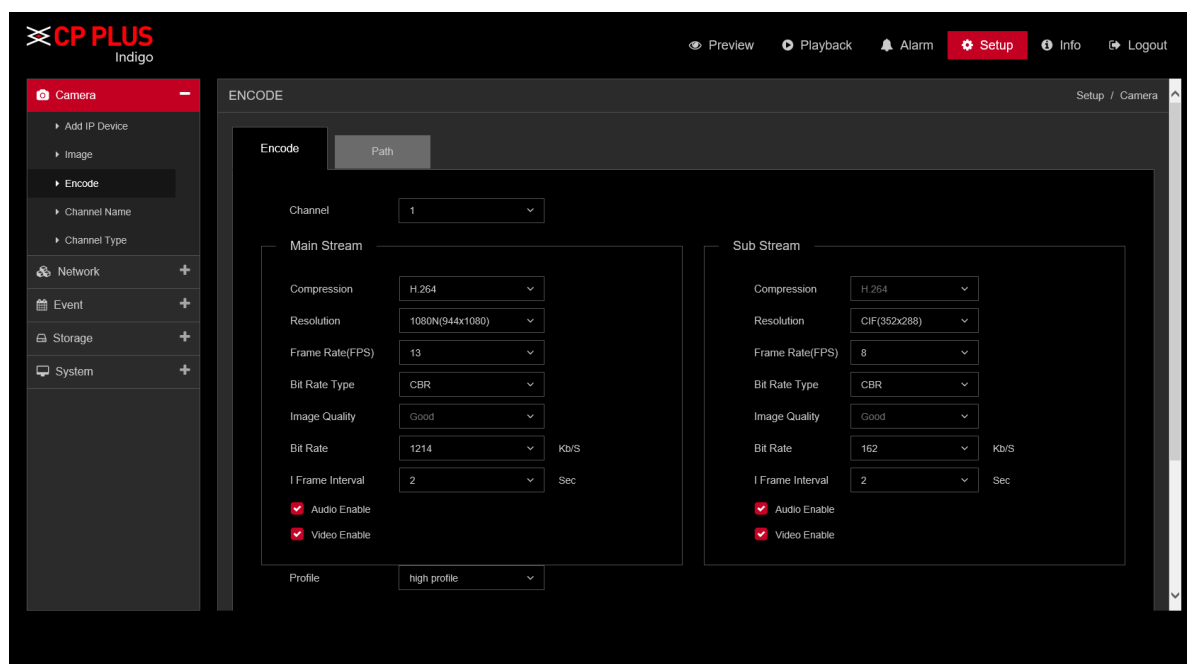 CP PLUS
Indigo
Preview Playback Alarm Setup Info Logout
Camera
Add IP Device
Image
Encode
Channel Name
Channel Type
Network
Event
Storage
System
ENCODE Setup / Camera
Encode Path
Channel 1
Main Stream
Compression H.264
Resolution 1080N(944x1080)
Frame Rate(FPS) 13
Bit Rate Type CBR
Image Quality Good
Bit Rate 1214 Kb/S
I Frame Interval 2 Sec
Audio Enable
Video Enable
Sub Stream
Compression H.264
Resolution CIF(352x288)
Frame Rate(FPS) 8
Bit Rate Type CBR
Image Quality Good
Bit Rate 162 Kb/S
I Frame Interval 2 Sec
Audio Enable
Video Enable
Profile high profile